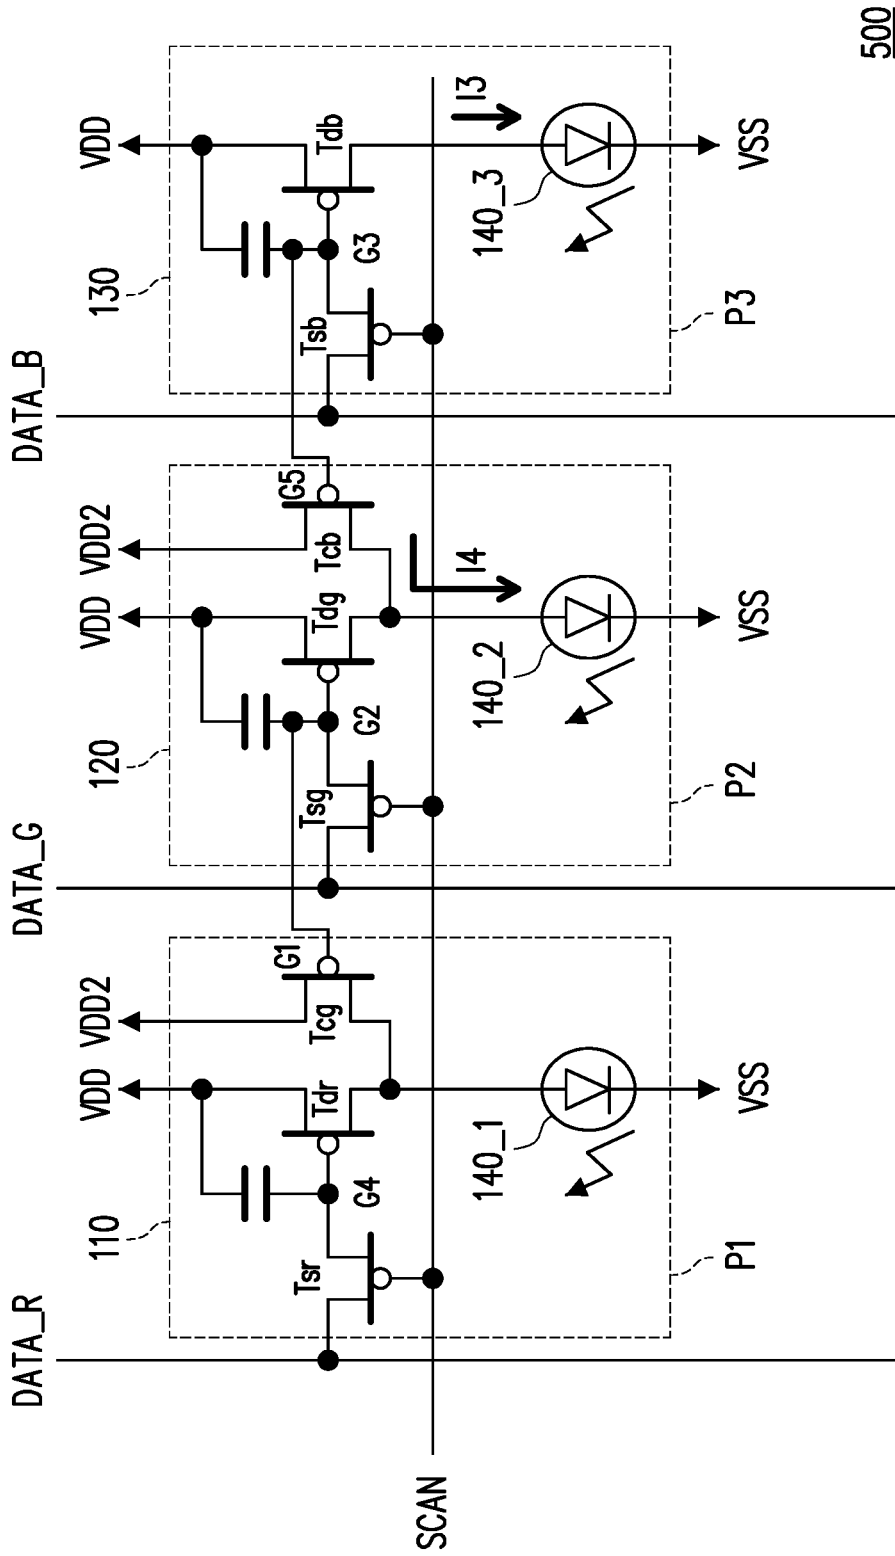 DATA_R
DATA_G
DATA_B
110
VDD
VDD2
120
VDD
VDD2
130
VDD
Tsr
G4
Tdr
Tcg
G1
Tsg
G2
Tdg
Tcb
G5
Tsb
G3
Tdb
SCAN
I4
I3
140_1
140_2
140_3
P1
VSS
P2
VSS
P3
VSS
500